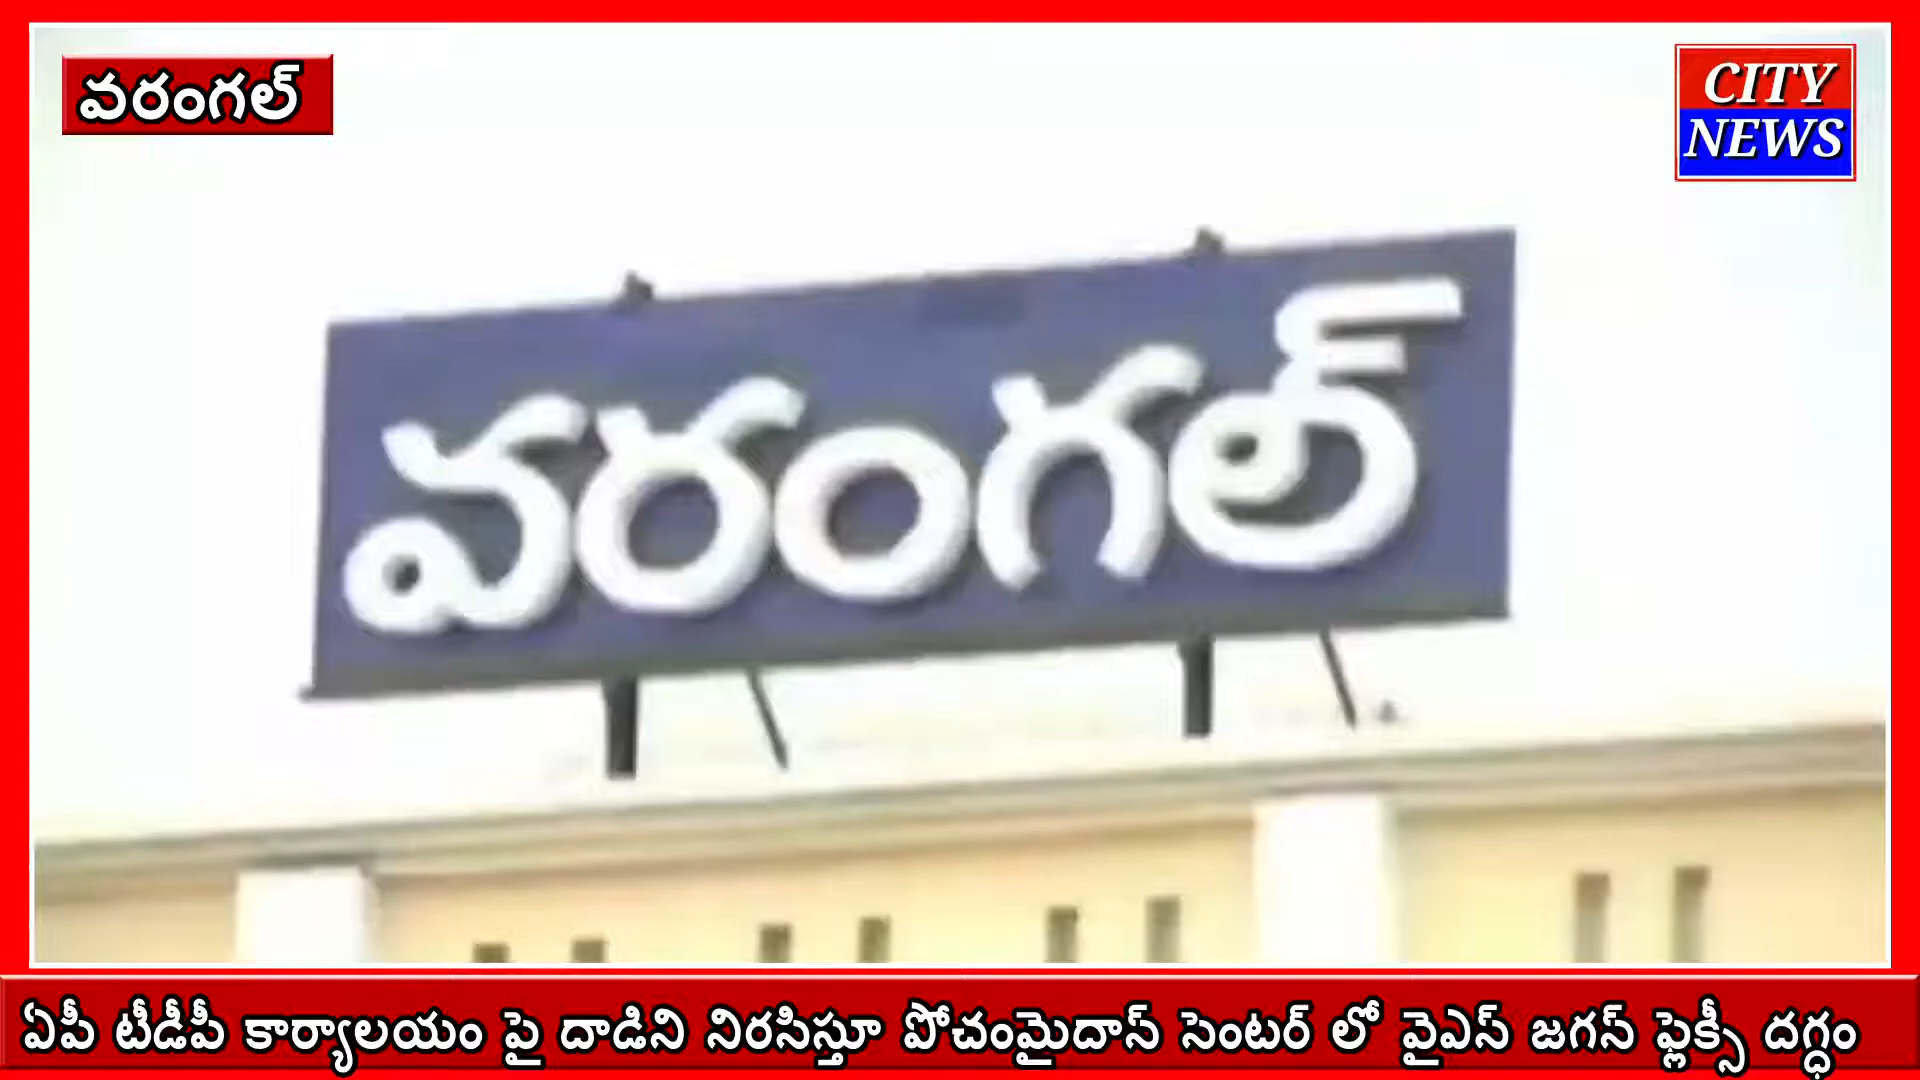 వరంగల్
CITY
NEWS
వరంగల్
ఏపీ టీడీపీ కార్యాలయం పై దాడిని నిరసిస్తూ పోచంమైదాన్ సెంటర్ లో వైఎస్ జగన్ ఫ్లెక్సీ దగ్ధం